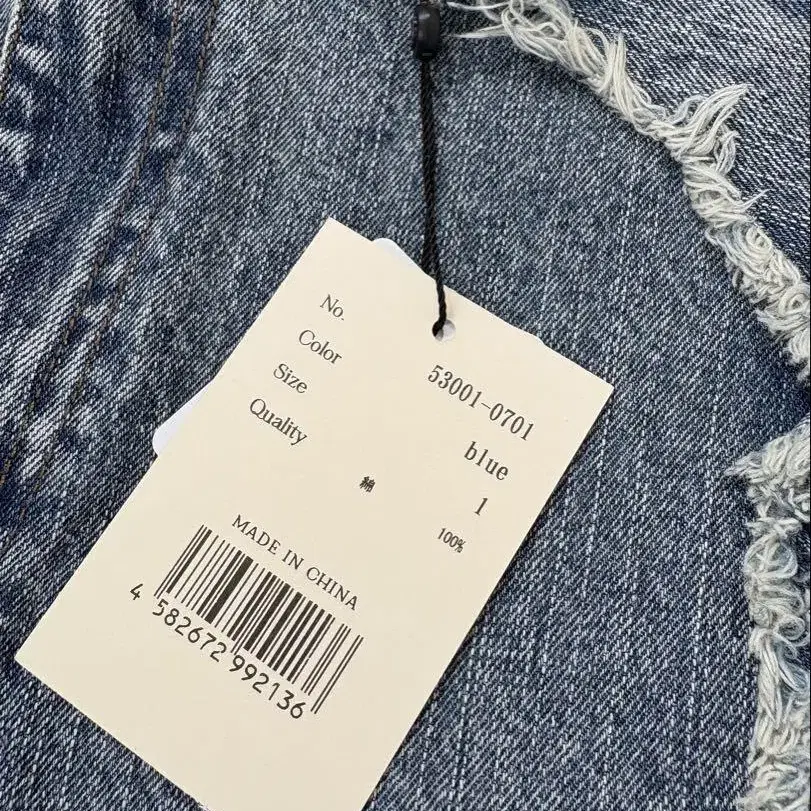 No. 53001-0701
Color blue
Size 1
Quality
綿 100%
MADE IN CHINA
4 582672 992136